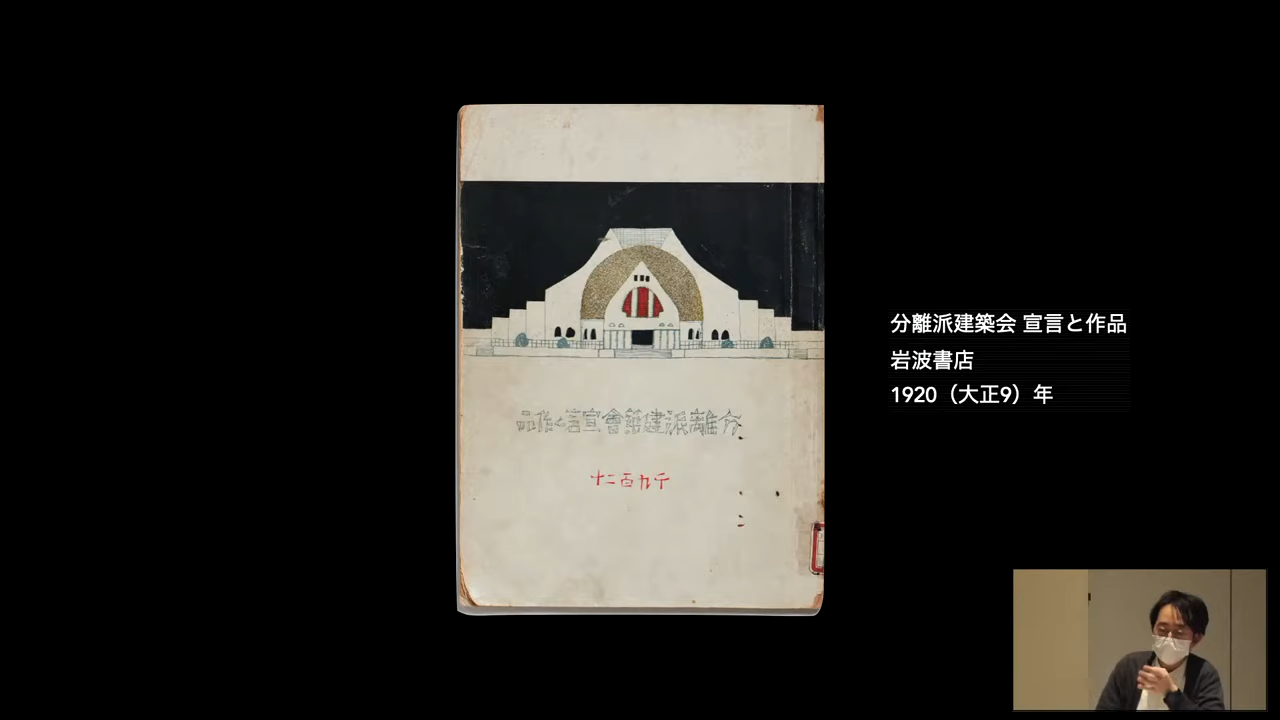 分離派建築會宣言と作品
千九百二十
分離派建築会 宣言と作品
岩波書店
1920（大正9）年